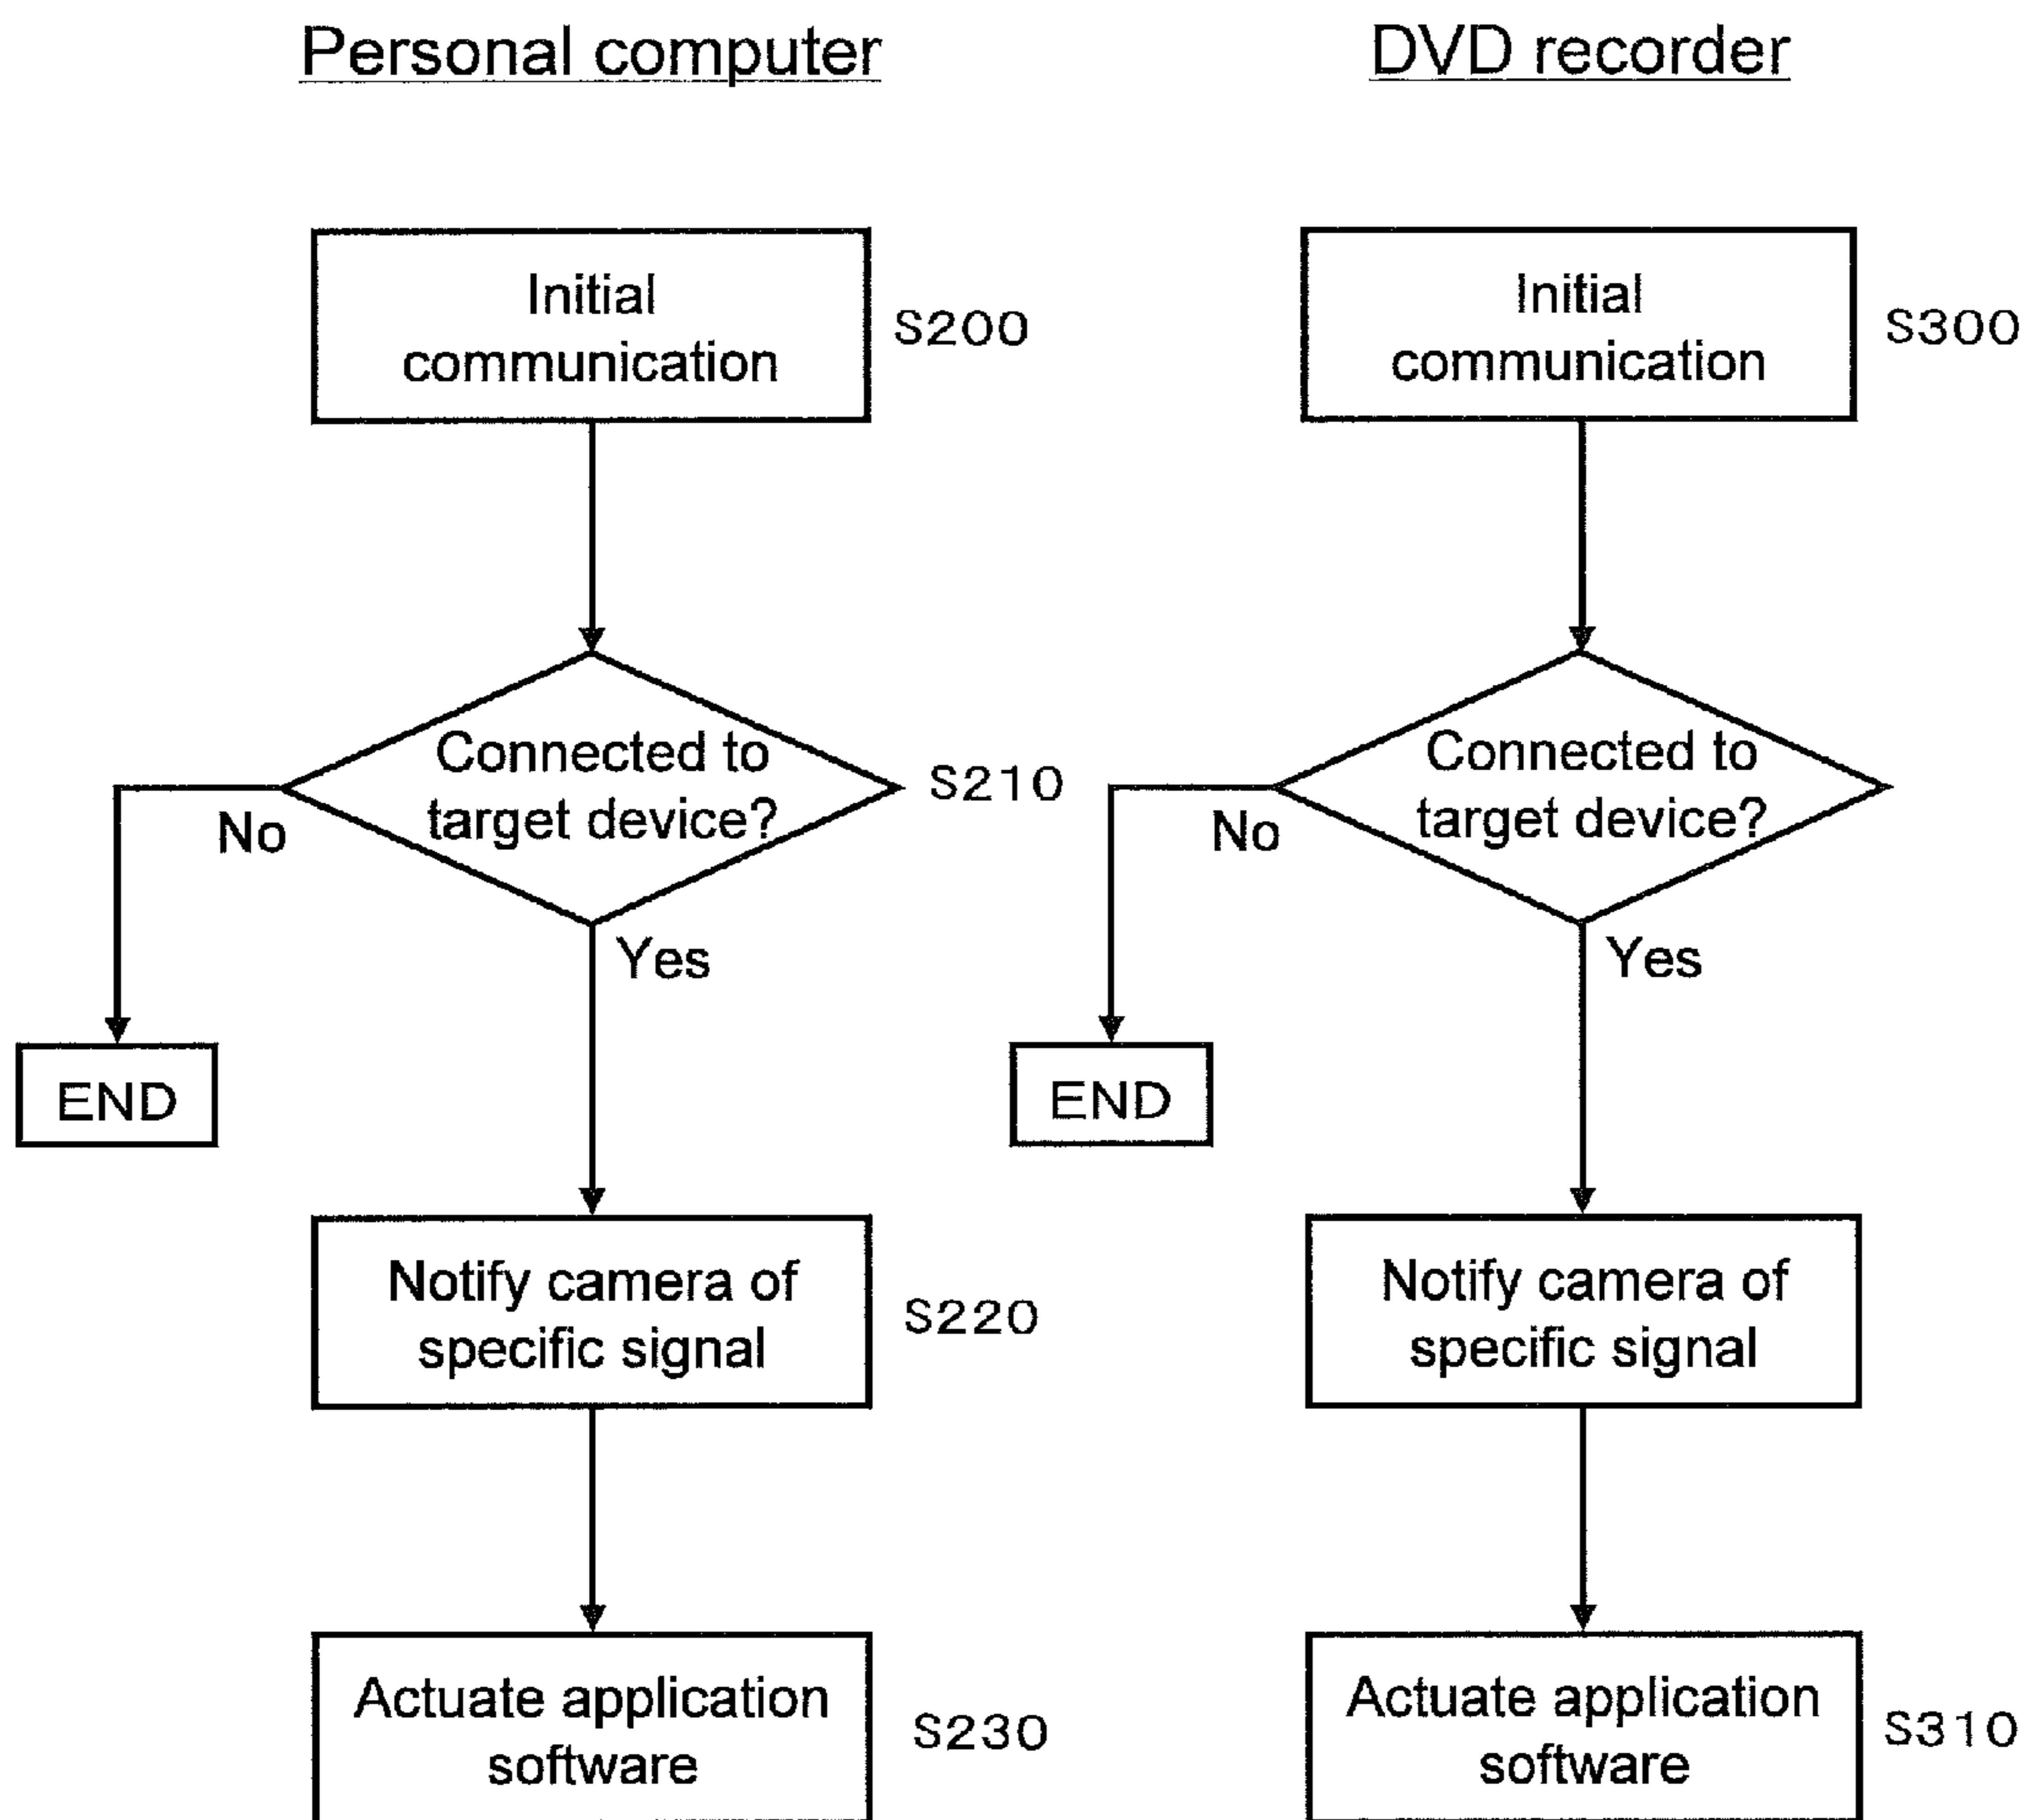 Personal computer
Initial
communication
S200
Connected to
target device?
S210
No
Yes
END
Notify camera of
specific signal
S220
Actuate application
software
S230
DVD recorder
Initial
communication
S300
Connected to
target device?
No
Yes
END
Notify camera of
specific signal
Actuate application
software
S310